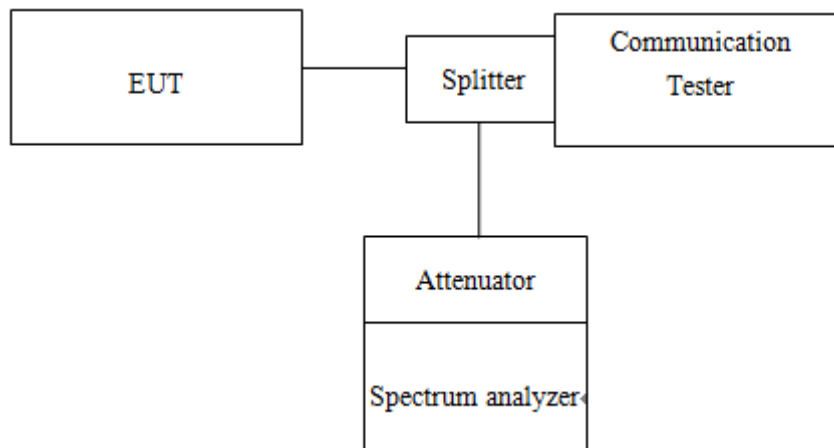 EUT
Splitter
Communication
Tester
Attenuator
Spectrum analyzer